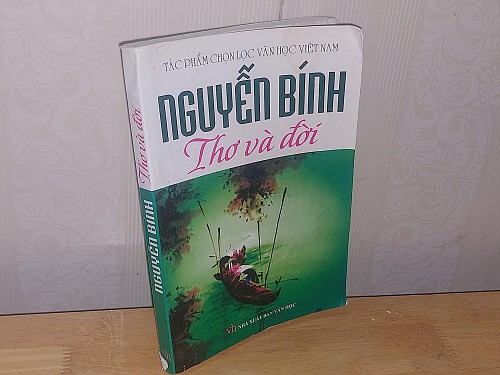 TÁC PHẨM CHỌN LỌC VĂN HỌC VIỆT NAM
NGUYỄN BÍNH
Thơ và đời
VH NHÀ XUẤT BẢN VĂN HỌC
Thơ và đời
NGUYỄN BÍNH